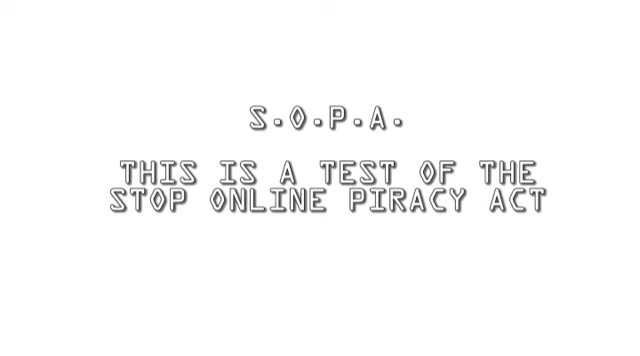 S.O.P.A.
THIS IS A TEST OF THE
STOP ONLINE PIRACY ACT